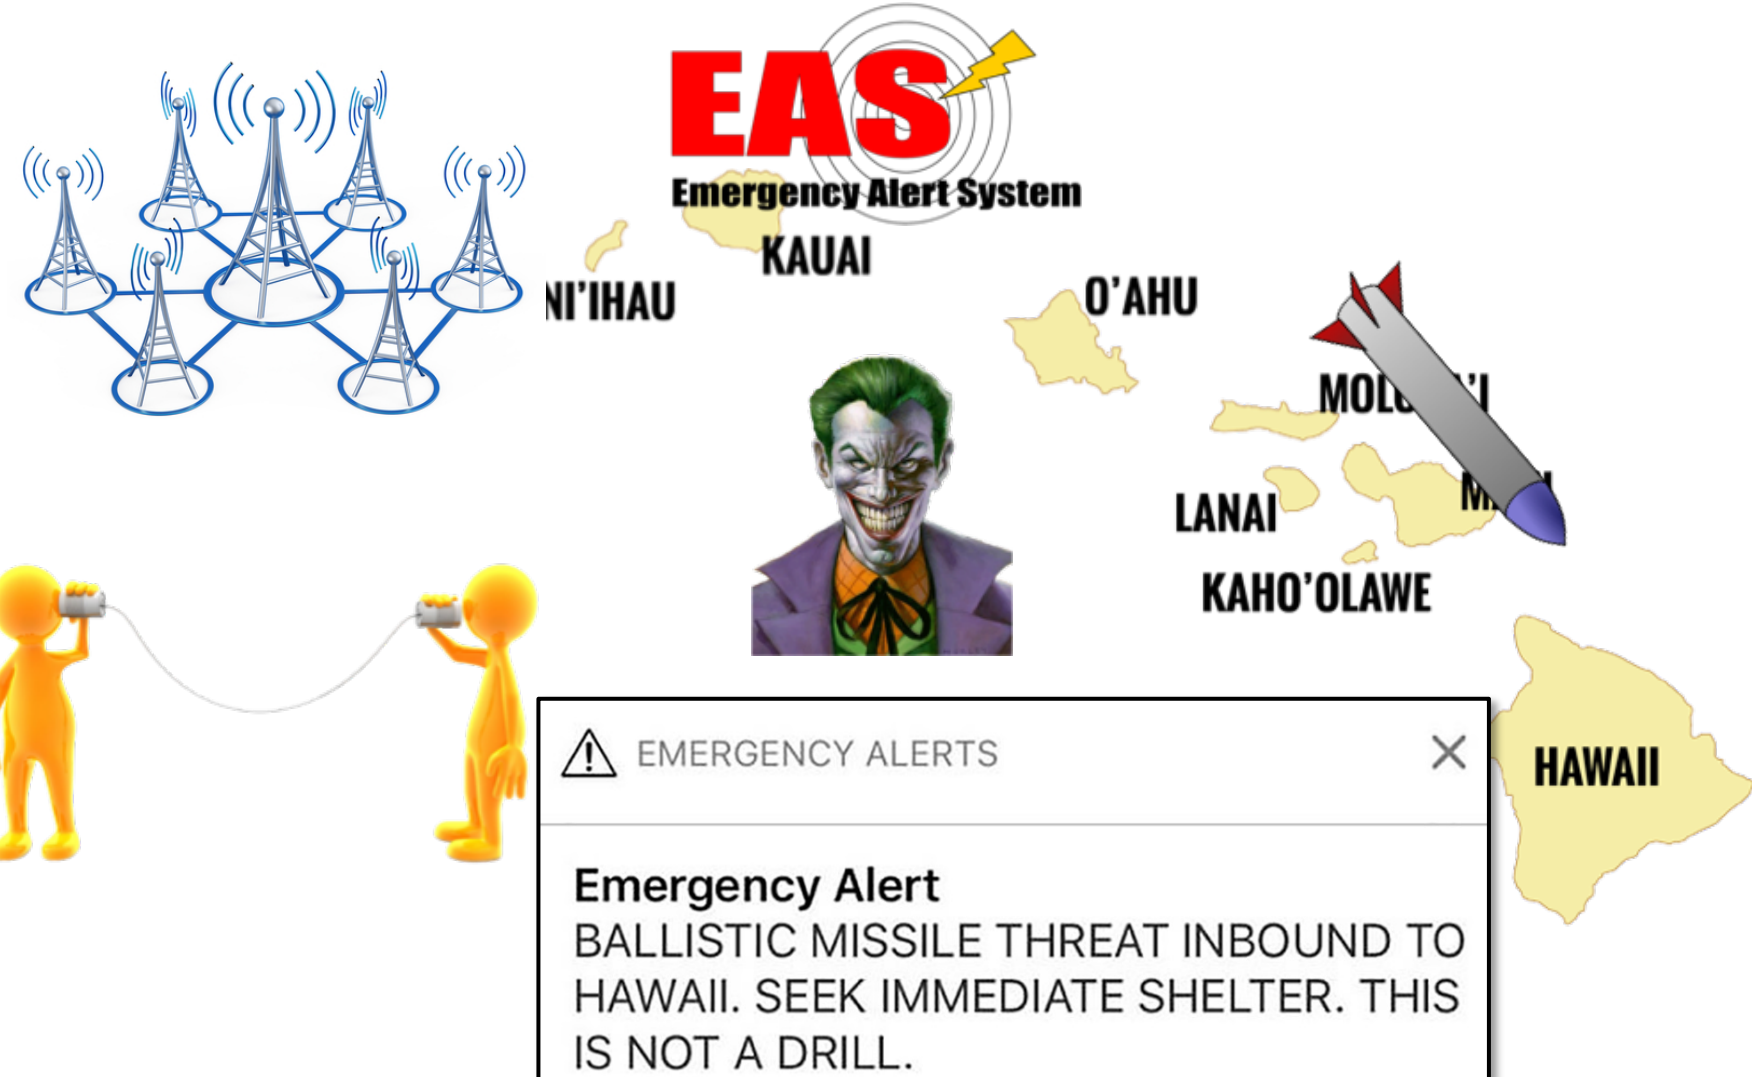 EAS
Emergency Alert System
KAUAI
NI'IHAU
O'AHU
LANAI
KAHO'OLAWE
HAWAII
EMERGENCY ALERTS
Emergency Alert
BALLISTIC MISSILE THREAT INBOUND TO
HAWAII. SEEK IMMEDIATE SHELTER. THIS
IS NOT A DRILL.